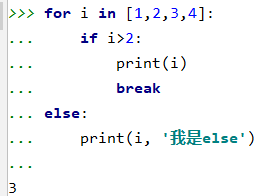 >>> for i in [1,2,3,4]:
...     if i>2:
...         print(i)
...         break
... else:
...     print(i, '我是else')
...
3